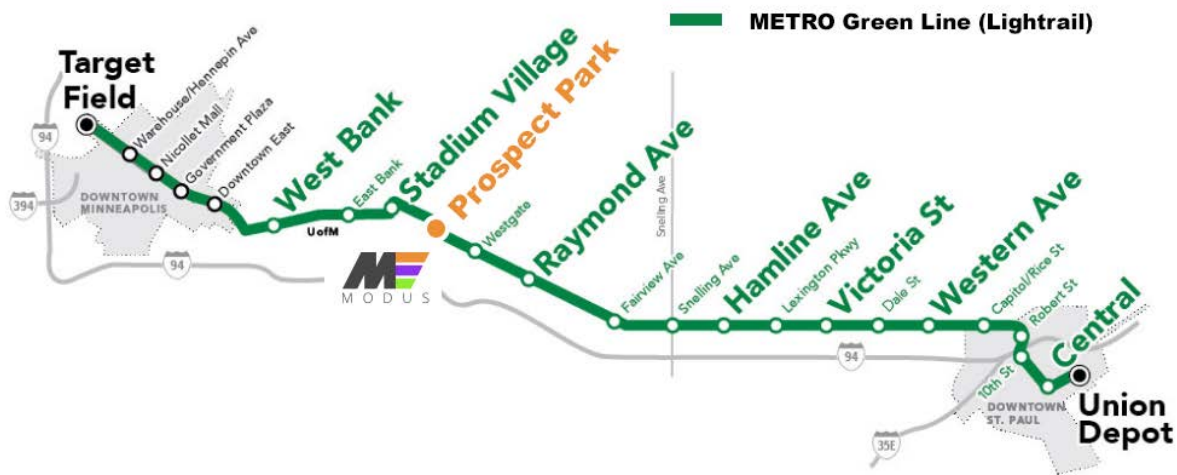 METRO Green Line (Lightrail)
Target
Field
Warehouse/Hennepin Ave
Nicollet Mall
Government Plaza
Downtown East
West Bank
East Bank
Stadium Village
Prospect Park
Westgate
Raymond Ave
Fairview Ave
Snelling Ave
Snelling Ave
Hamline Ave
Lexington Pkwy
Victoria St
Dale St
Western Ave
Capitol/Rice St
Robert St
10th St
Central
Union
Depot
94
394
DOWNTOWN
MINNEAPOLIS
UofM
94
ME
MODUS
94
35E
DOWNTOWN
ST. PAUL